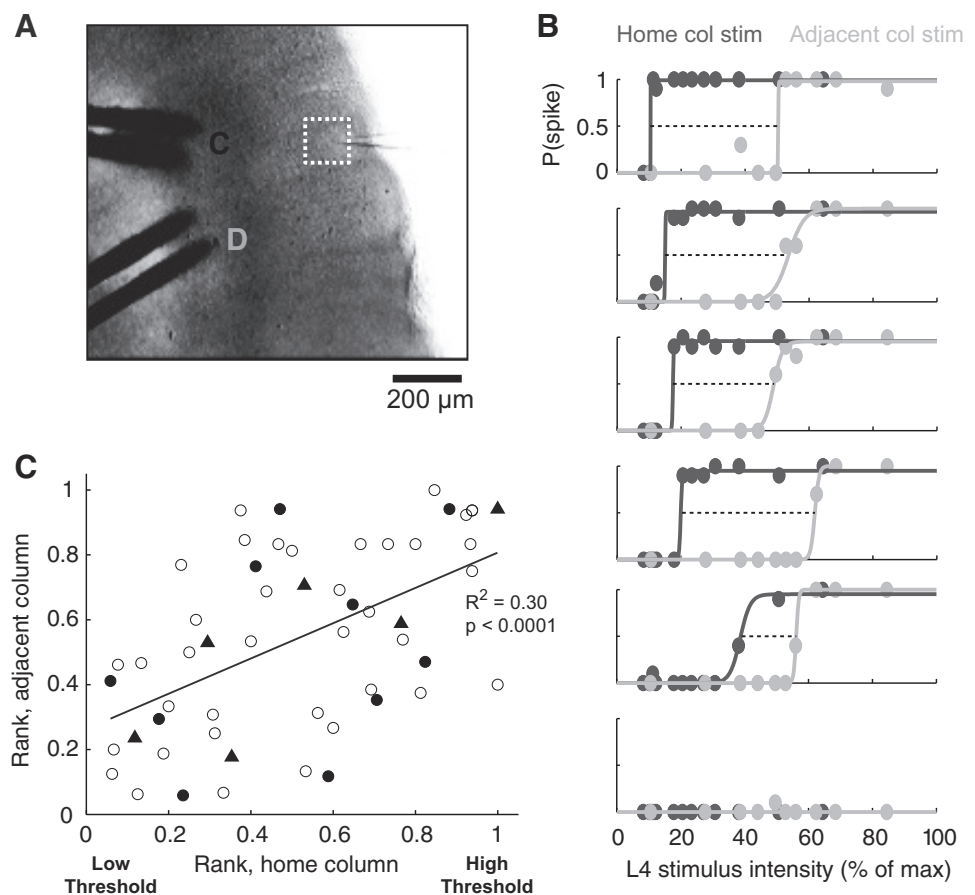 A
C
D
200 µm
B
Home col stim Adjacent col stim
P(spike)
1
0.5
0
0 20 40 60 80 100
L4 stimulus intensity (% of max)
C
Rank, adjacent column
1
0.8
0.6
0.4
0.2
0
R² = 0.30
p < 0.0001
0 0.2 0.4 0.6 0.8 1
Low Threshold
Rank, home column
High Threshold